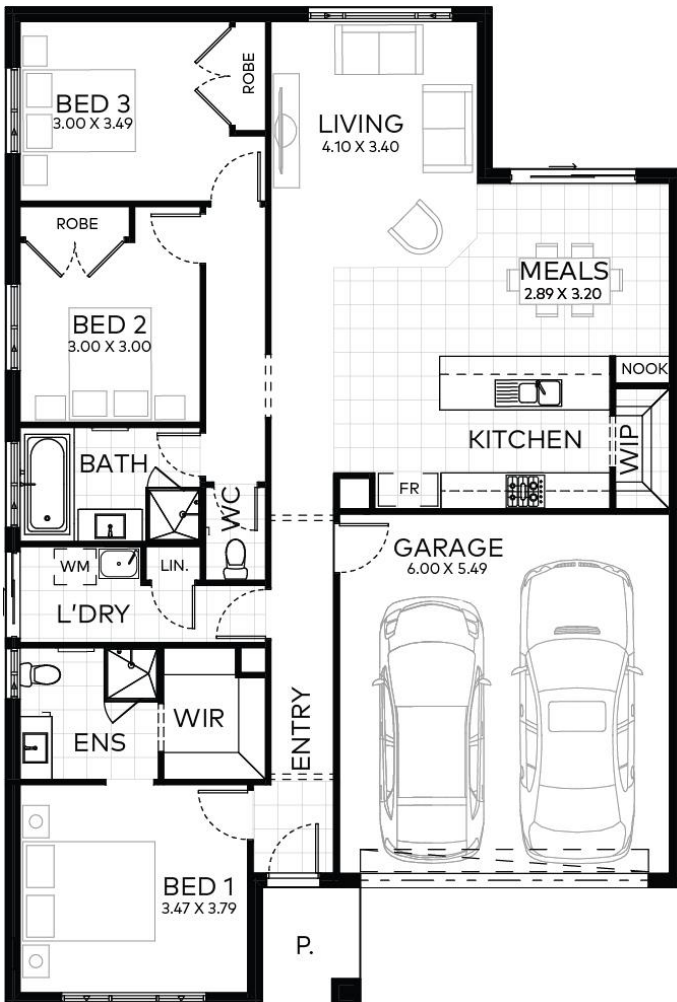 BED 3
3.00 X 3.49
ROBE
LIVING
4.10 X 3.40
ROBE
BED 2
3.00 X 3.00
MEALS
2.89 X 3.20
NOOK
KITCHEN
WIP
FR
BATH
WC
WM
LIN.
L'DRY
GARAGE
6.00 X 5.49
ENS
WIR
ENTRY
BED 1
3.47 X 3.79
P.